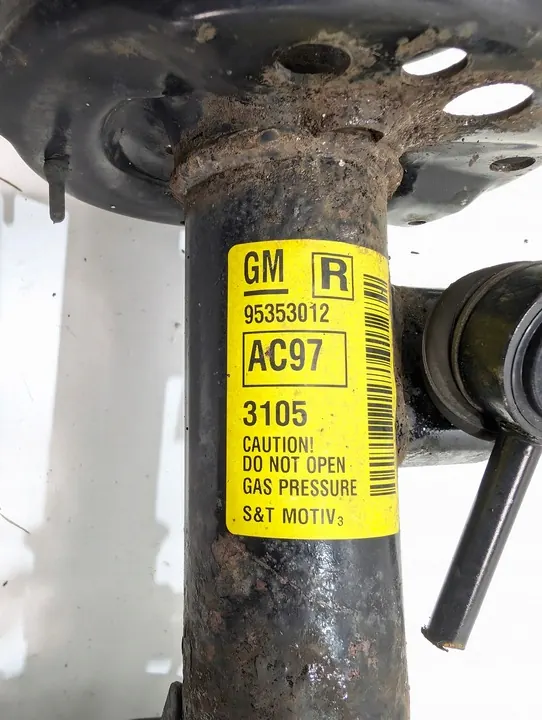 GM R
95353012
AC97
3105
CAUTION!
DO NOT OPEN
GAS PRESSURE
S&T MOTIV3